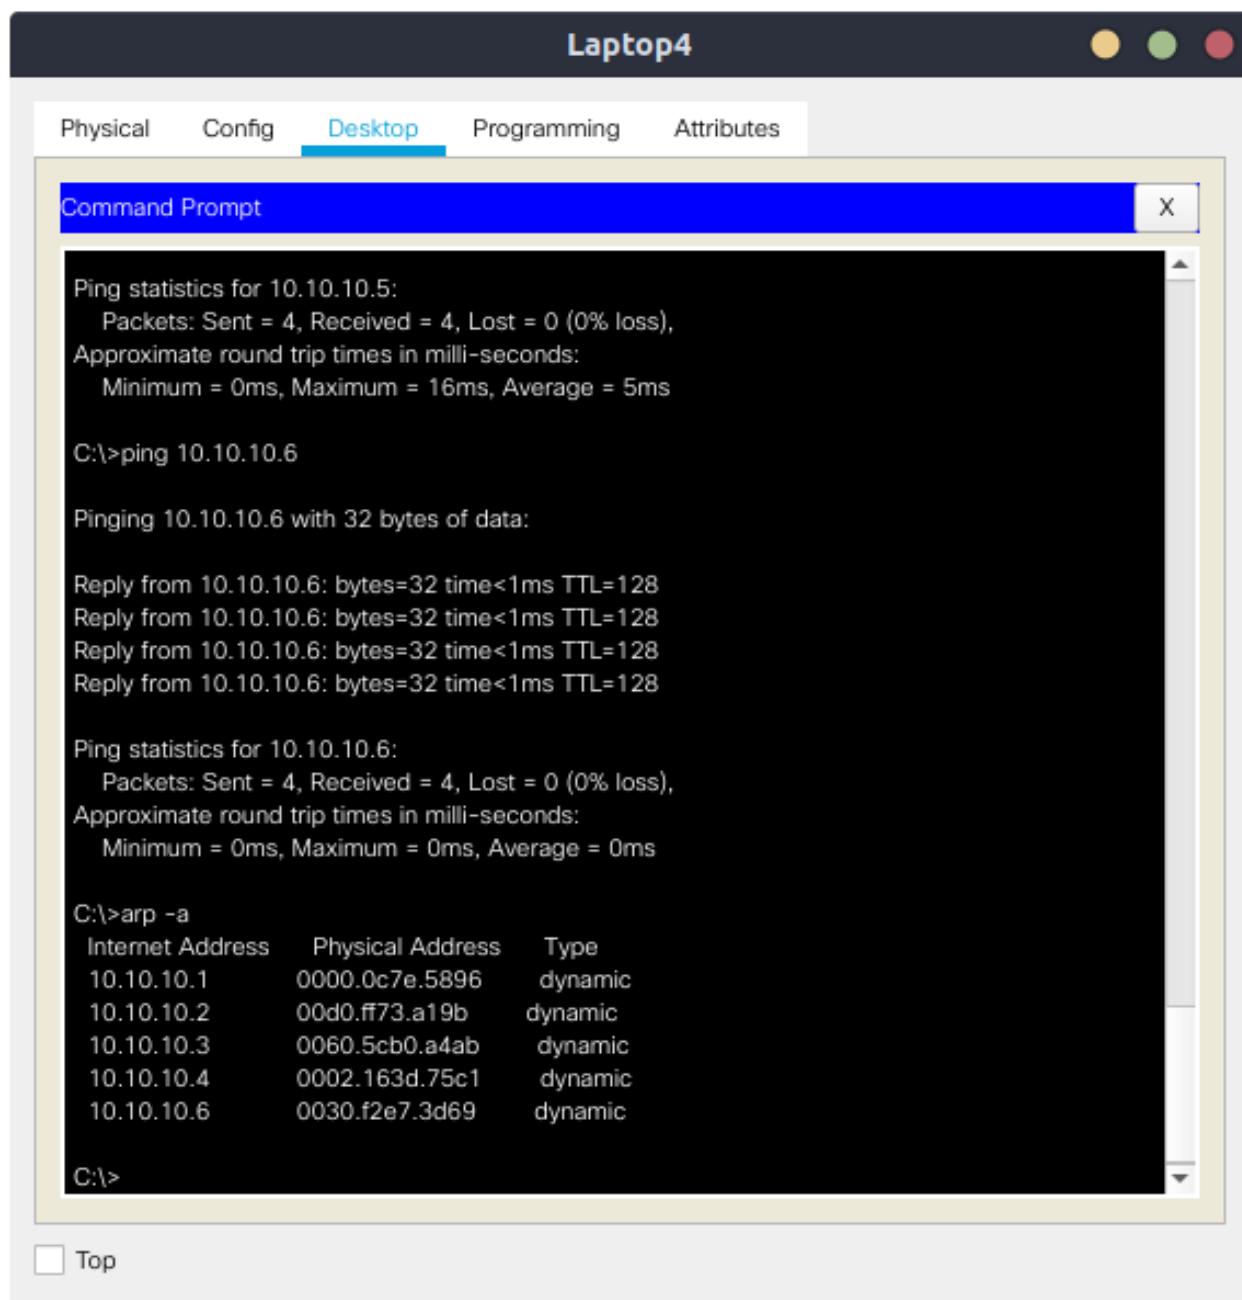 Laptop4
Physical Config Desktop Programming Attributes
Command Prompt X
Ping statistics for 10.10.10.5:
Packets: Sent = 4, Received = 4, Lost = 0 (0% loss),
Approximate round trip times in milli-seconds:
Minimum = 0ms, Maximum = 16ms, Average = 5ms
C:\>ping 10.10.10.6
Pinging 10.10.10.6 with 32 bytes of data:
Reply from 10.10.10.6: bytes=32 time<1ms TTL=128
Reply from 10.10.10.6: bytes=32 time<1ms TTL=128
Reply from 10.10.10.6: bytes=32 time<1ms TTL=128
Reply from 10.10.10.6: bytes=32 time<1ms TTL=128
Ping statistics for 10.10.10.6:
Packets: Sent = 4, Received = 4, Lost = 0 (0% loss),
Approximate round trip times in milli-seconds:
Minimum = 0ms, Maximum = 0ms, Average = 0ms
C:\>arp -a
Internet Address Physical Address Type
10.10.10.1 0000.0c7e.5896 dynamic
10.10.10.2 00d0.ff73.a19b dynamic
10.10.10.3 0060.5cb0.a4ab dynamic
10.10.10.4 0002.163d.75c1 dynamic
10.10.10.6 0030.f2e7.3d69 dynamic
C:\>
Top